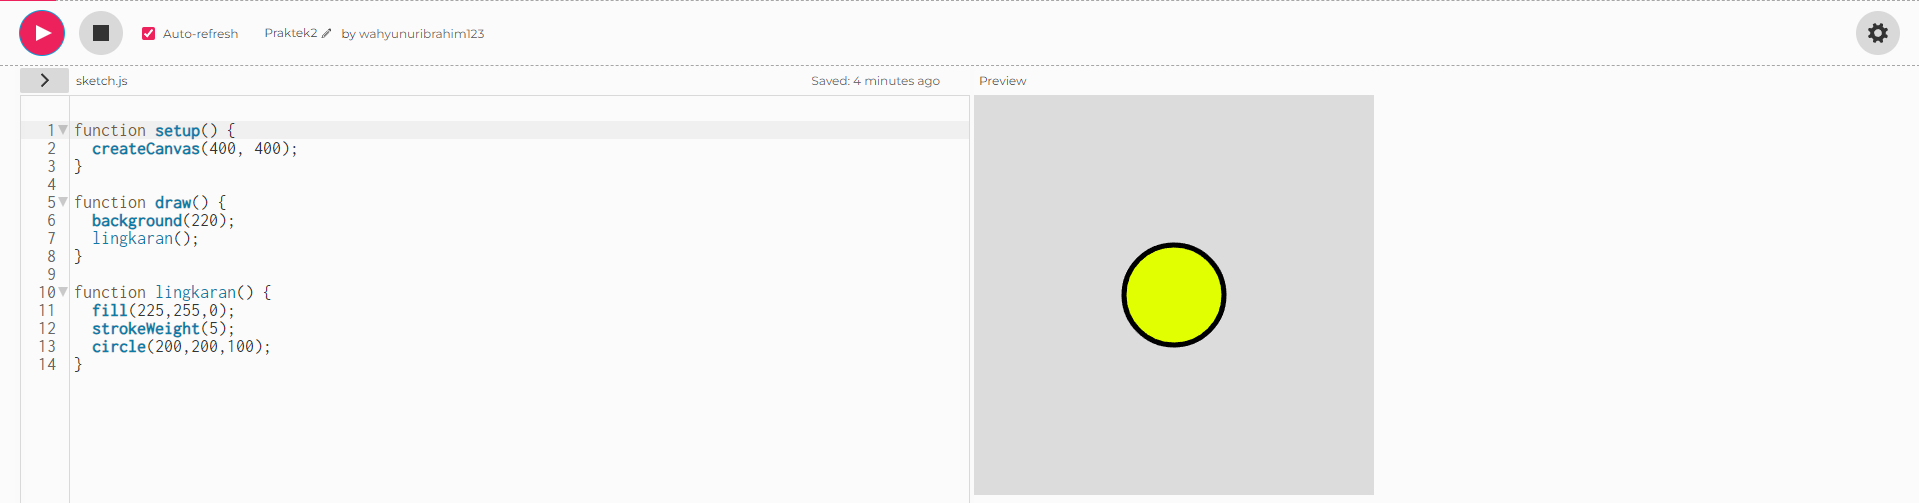 Auto-refresh Praktek2 by wahyunuribrahim123
sketch.js Saved: 4 minutes ago Preview
1 function setup() {
2 createCanvas(400, 400);
3 }
4
5 function draw() {
6 background(220);
7 lingkaran();
8 }
9
10 function lingkaran() {
11 fill(225,255,0);
12 strokeWeight(5);
13 circle(200,200,100);
14 }